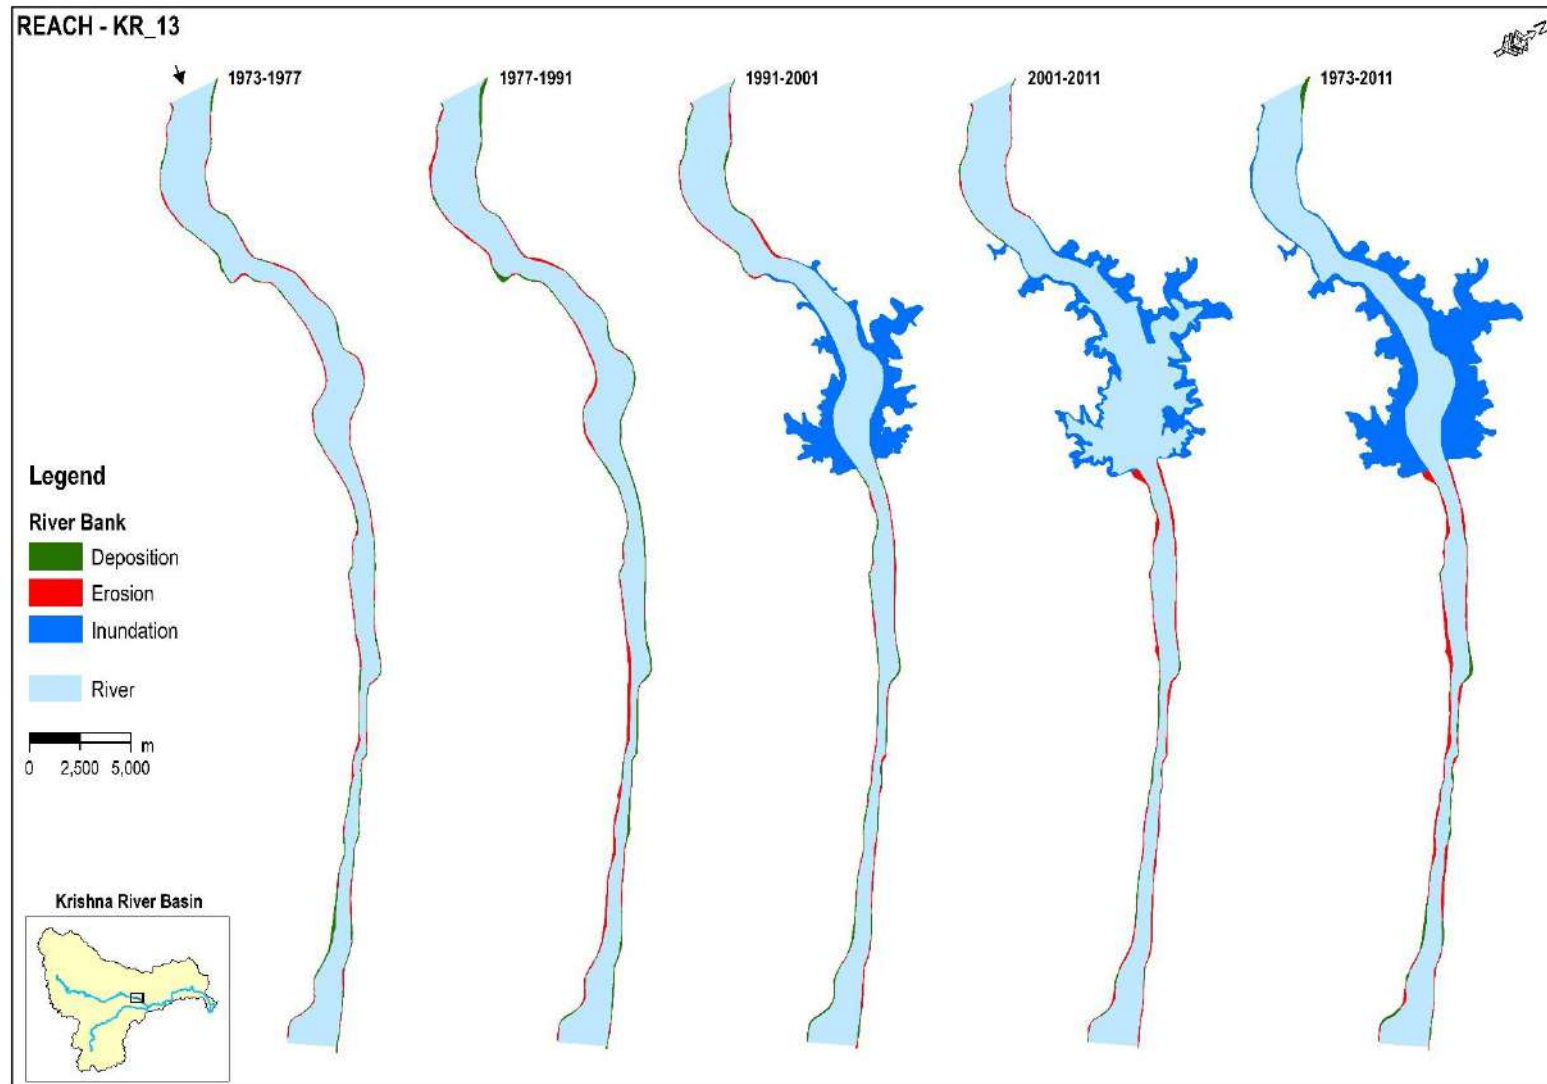 REACH - KR_13
N
1973-1977
1977-1991
1991-2001
2001-2011
1973-2011
Legend
River Bank
Deposition
Erosion
Inundation
River
m
0 2,500 5,000
Krishna River Basin